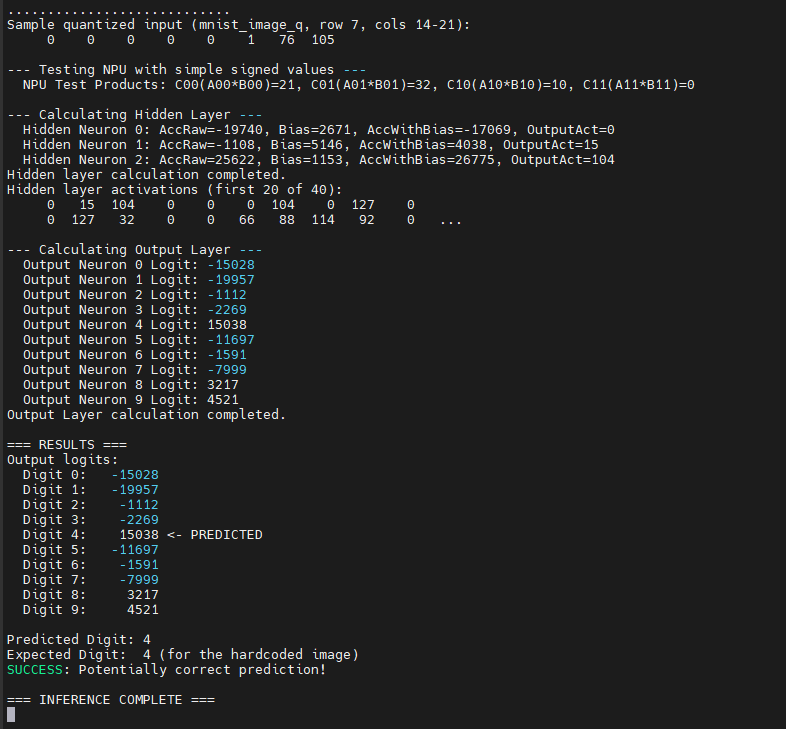 ............................
Sample quantized input (mnist_image_q, row 7, cols 14-21):
     0    0    0    0    0    1   76  105
--- Testing NPU with simple signed values ---
  NPU Test Products: C00(A00*B00)=21, C01(A01*B01)=32, C10(A10*B10)=10, C11(A11*B11)=0
--- Calculating Hidden Layer ---
  Hidden Neuron 0: AccRaw=-19740, Bias=2671, AccWithBias=-17069, OutputAct=0
  Hidden Neuron 1: AccRaw=-1108, Bias=5146, AccWithBias=4038, OutputAct=15
  Hidden Neuron 2: AccRaw=25622, Bias=1153, AccWithBias=26775, OutputAct=104
Hidden layer calculation completed.
Hidden layer activations (first 20 of 40):
     0   15  104    0    0    0  104    0  127    0
     0  127   32    0    0   66   88  114   92    0   ...
--- Calculating Output Layer ---
  Output Neuron 0 Logit: -15028
  Output Neuron 1 Logit: -19957
  Output Neuron 2 Logit: -1112
  Output Neuron 3 Logit: -2269
  Output Neuron 4 Logit: 15038
  Output Neuron 5 Logit: -11697
  Output Neuron 6 Logit: -1591
  Output Neuron 7 Logit: -7999
  Output Neuron 8 Logit: 3217
  Output Neuron 9 Logit: 4521
Output Layer calculation completed.
=== RESULTS ===
Output logits:
  Digit 0:   -15028
  Digit 1:   -19957
  Digit 2:    -1112
  Digit 3:    -2269
  Digit 4:    15038 <- PREDICTED
  Digit 5:   -11697
  Digit 6:    -1591
  Digit 7:    -7999
  Digit 8:     3217
  Digit 9:     4521
Predicted Digit: 4
Expected Digit:  4 (for the hardcoded image)
SUCCESS: Potentially correct prediction!
=== INFERENCE COMPLETE ===